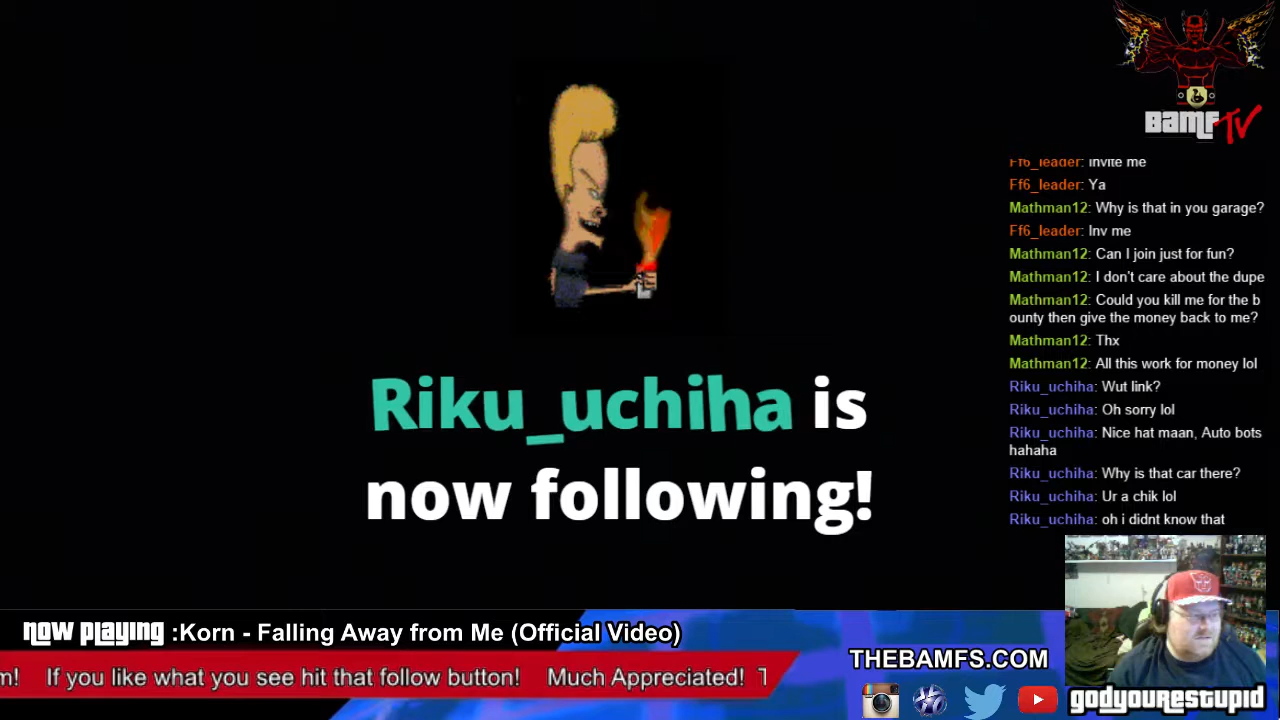 BAMF TV
Ff6_leader: Invite me
Ff6_leader: Ya
Mathman12: Why is that in you garage?
Ff6_leader: Inv me
Mathman12: Can I join just for fun?
Mathman12: I don't care about the dupe
Mathman12: Could you kill me for the b
ounty then give the money back to me?
Mathman12: Thx
Mathman12: All this work for money lol
Riku_uchiha: Wut link?
Riku_uchiha: Oh sorry lol
Riku_uchiha: Nice hat maan, Auto bots
hahaha
Riku_uchiha: Why is that car there?
Riku_uchiha: Ur a chik lol
Riku_uchiha: oh i didnt know that
Riku_uchiha is
now following!
now playing :Korn - Falling Away from Me (Official Video)
m! If you like what you see hit that follow button! Much Appreciated! T
THEBAMFS.COM
godyourestupid